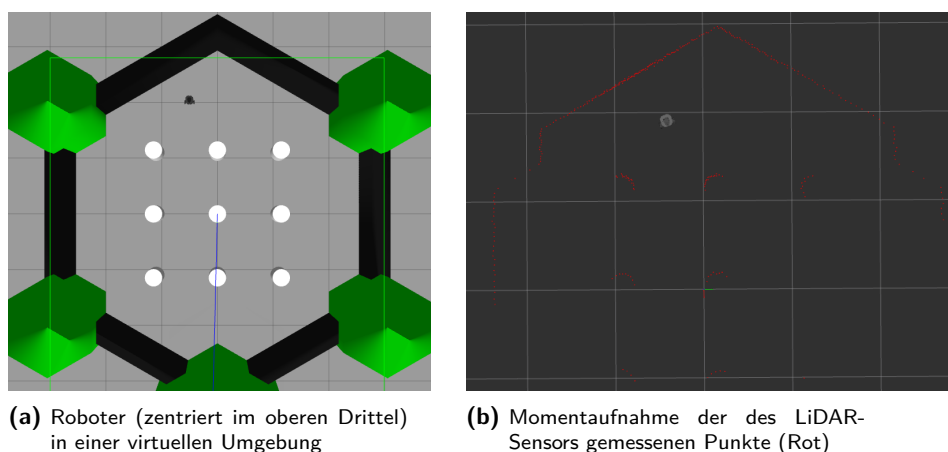 (a) Roboter (zentriert im oberen Drittel)
in einer virtuellen Umgebung
(b) Momentaufnahme der des LiDAR-
Sensors gemessenen Punkte (Rot)